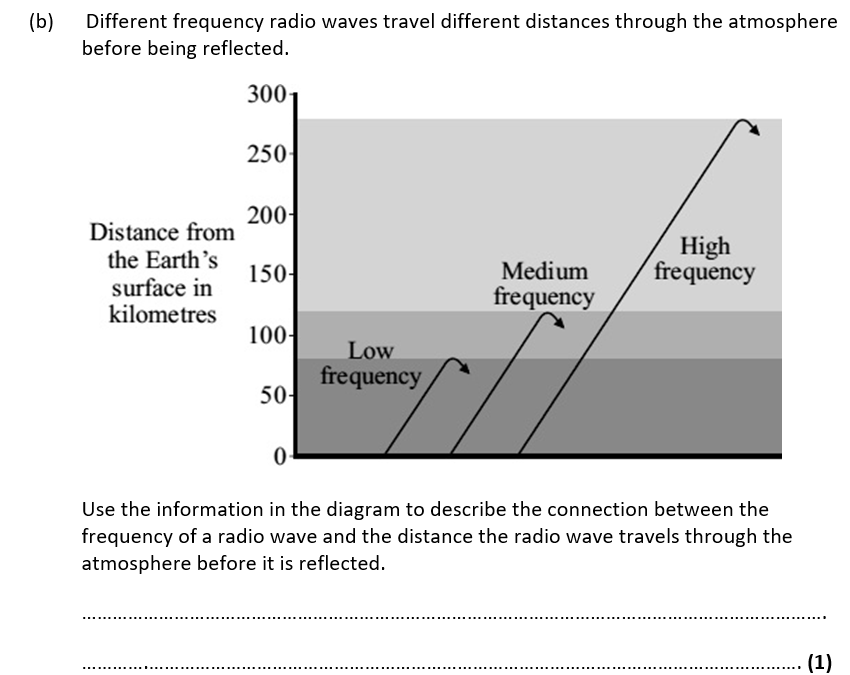 (b) Different frequency radio waves travel different distances through the atmosphere
before being reflected.
300
250
200
150
100
50
0
Distance from
the Earth's
surface in
kilometres
Low
frequency
Medium
frequency
High
frequency
Use the information in the diagram to describe the connection between the
frequency of a radio wave and the distance the radio wave travels through the
atmosphere before it is reflected.
(1)